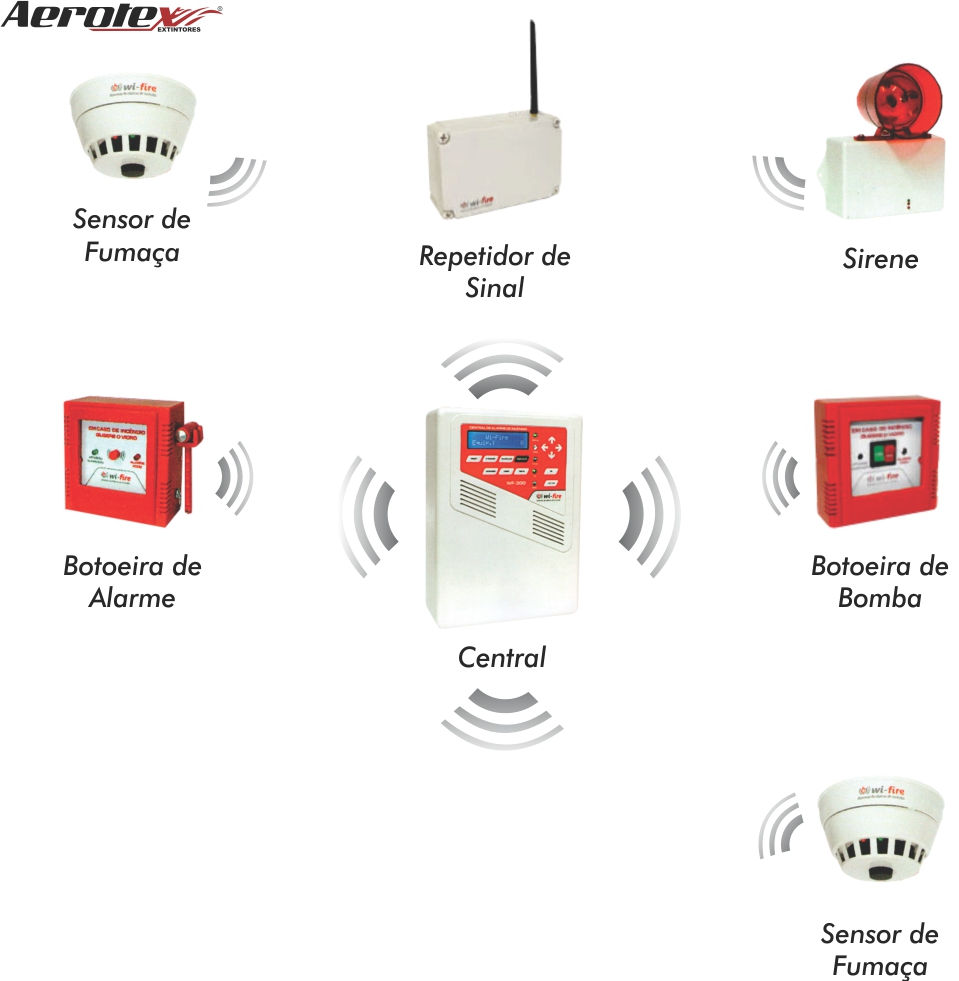 Aerotex®
EXTINTORES
wi-fire
Sensor de
Fumaça
wi-fire
Repetidor de
Sinal
Sirene
EM CASO DE INCÊNDIO
QUEBRE O VIDRO
wi-fire
Botoeira de
Alarme
CENTRAL DE ALARME DE INCÊNDIO
Wi-Fire
WF-200
wi-fire
Central
EM CASO DE INCÊNDIO
QUEBRE O VIDRO
wi-fire
Botoeira de
Bomba
wi-fire
Sensor de
Fumaça